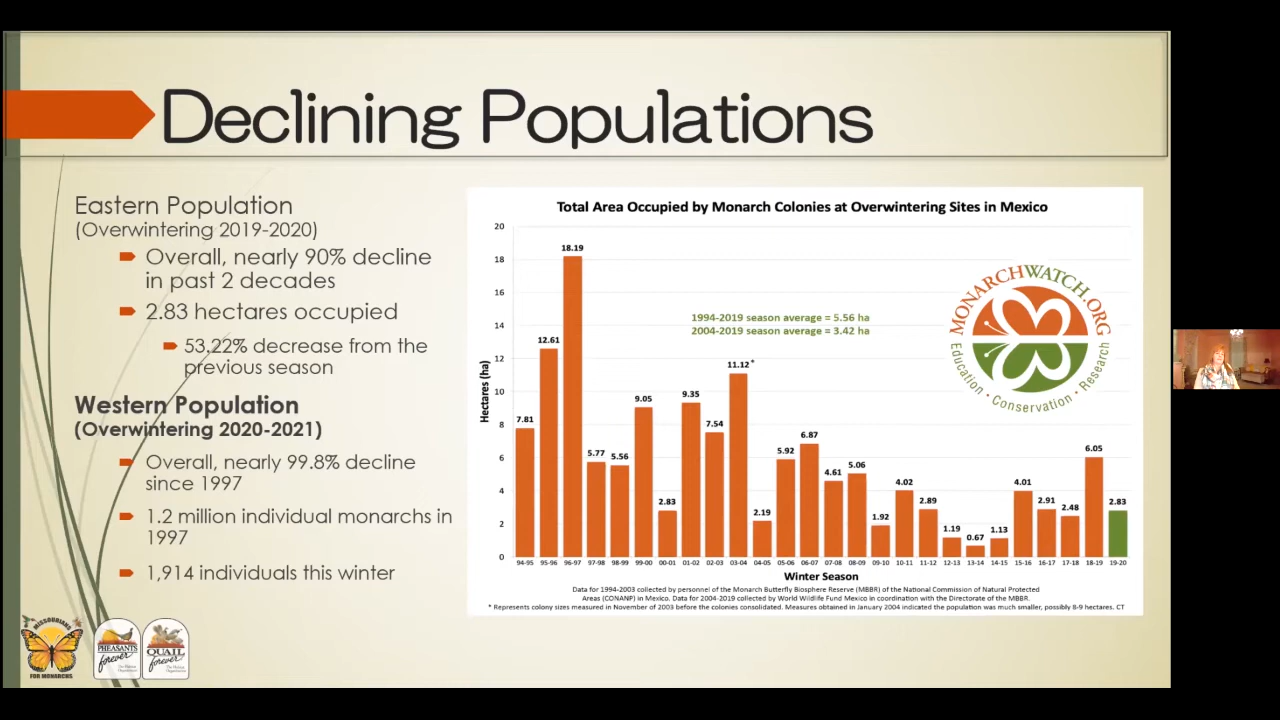 Declining Populations
Eastern Population
(Overwintering 2019-2020)
Overall, nearly 90% decline
in past 2 decades
2.83 hectares occupied
53.22% decrease from the
previous season
Western Population
(Overwintering 2020-2021)
Overall, nearly 99.8% decline
since 1997
1.2 million individual monarchs in
1997
1,914 individuals this winter
Total Area Occupied by Monarch Colonies at Overwintering Sites in Mexico
Hectares (ha)
20
18
16
14
12
10
8
6
4
2
0
7.81
12.61
18.19
5.77
5.56
9.05
2.83
9.35
7.54
11.12*
2.19
5.92
6.87
4.61
5.06
1.92
4.02
2.89
1.19
0.67
1.13
4.01
2.91
2.48
6.05
2.83
1994-2019 season average = 5.56 ha
2004-2019 season average = 3.42 ha
MONARCHWATCH.ORG
Education • Conservation • Research
94-95 95-96 96-97 97-98 98-99 99-00 00-01 01-02 02-03 03-04 04-05 05-06 06-07 07-08 08-09 09-10 10-11 11-12 12-13 13-14 14-15 15-16 16-17 17-18 18-19 19-20
Winter Season
Data for 1994-2003 collected by personnel of the Monarch Butterfly Biosphere Reserve (MBBR) of the National Commission of Natural Protected
Areas (CONANP) in Mexico. Data for 2004-2019 collected by World Wildlife Fund Mexico in coordination with the Directorate of the MBBR.
* Represents colony sizes measured in November of 2003 before the colonies consolidated. Measures obtained in January 2004 indicated the population was much smaller, possibly 8-9 hectares. CT
MISSOURIANS
FOR MONARCHS
PHEASANTS
forever
QUAIL
forever